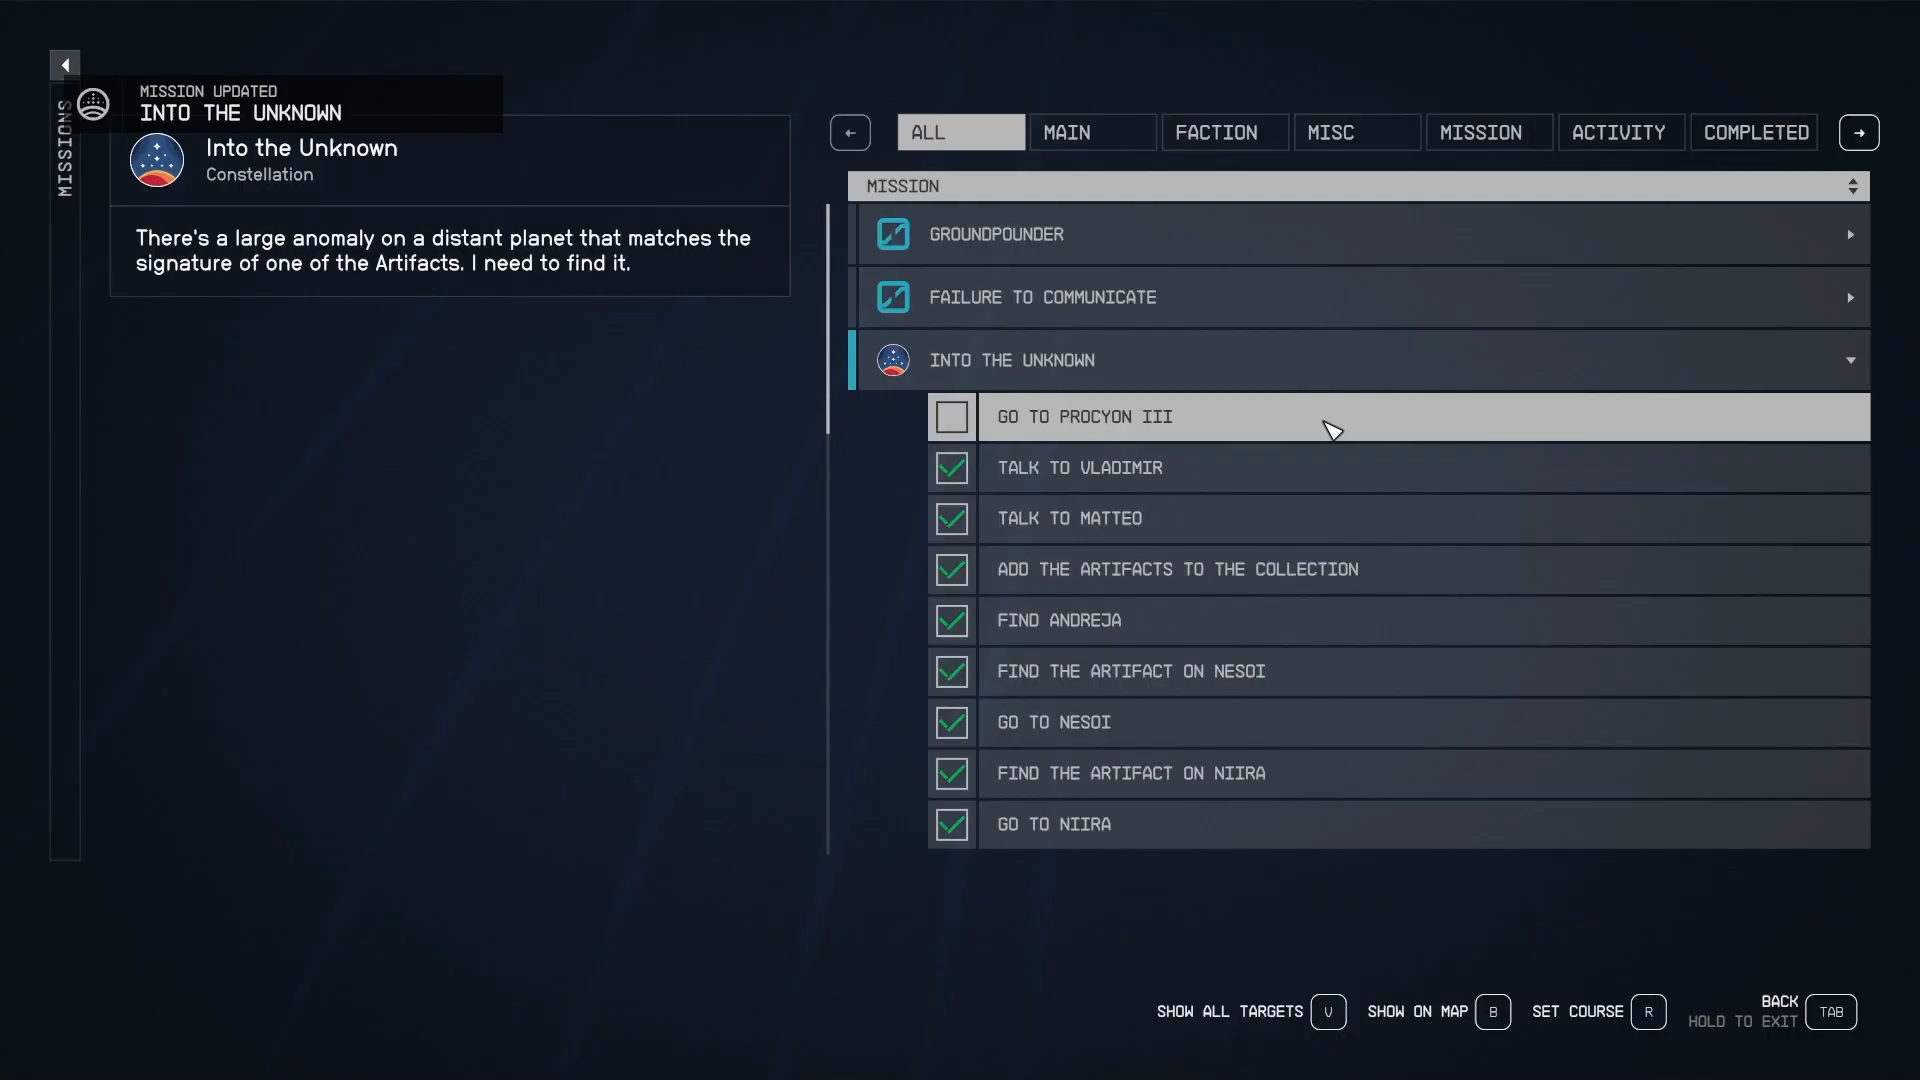 MISSIONS
MISSION UPDATED
INTO THE UNKNOWN
Into the Unknown
Constellation
There's a large anomaly on a distant planet that matches the
signature of one of the Artifacts. I need to find it.
ALL
MAIN
FACTION
MISC
MISSION
ACTIVITY
COMPLETED
MISSION
GROUNDPOUNDER
FAILURE TO COMMUNICATE
INTO THE UNKNOWN
GO TO PROCYON III
TALK TO VLADIMIR
TALK TO MATTEO
ADD THE ARTIFACTS TO THE COLLECTION
FIND ANDREJA
FIND THE ARTIFACT ON NESOI
GO TO NESOI
FIND THE ARTIFACT ON NIIRA
GO TO NIIRA
SHOW ALL TARGETS V
SHOW ON MAP B
SET COURSE R
BACK
HOLD TO EXIT
TAB